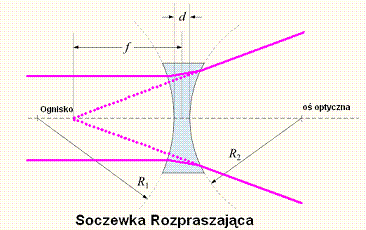 d
f
Ognisko
oś optyczna
R1
R2
Soczewka Rozpraszająca